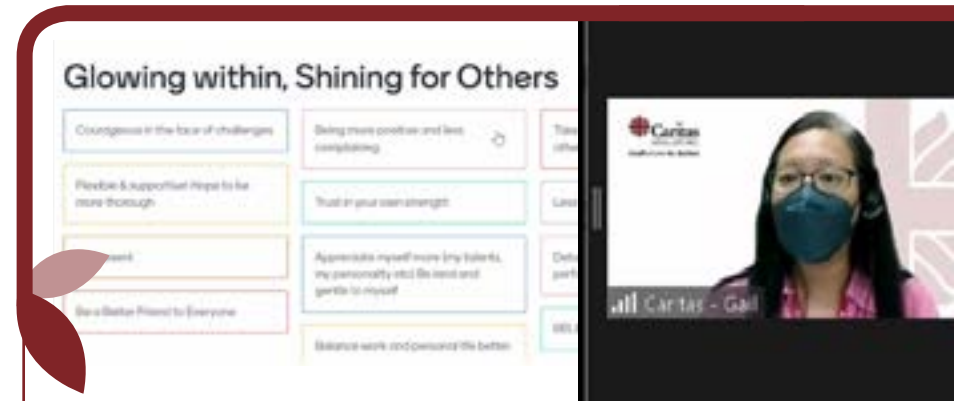 Glowing within, Shining for Others
Courageous in the face of challenges
Being more positive and less
complaining
Flexible & supportive! Hope to be
more thorough
Trust in your own strength
Appreciate myself more (my talents,
my personality etc) Be kind and
gentle to myself
Be a Better Friend to Everyone
Balance work and personal life better
Caritas
Caritas - Gail